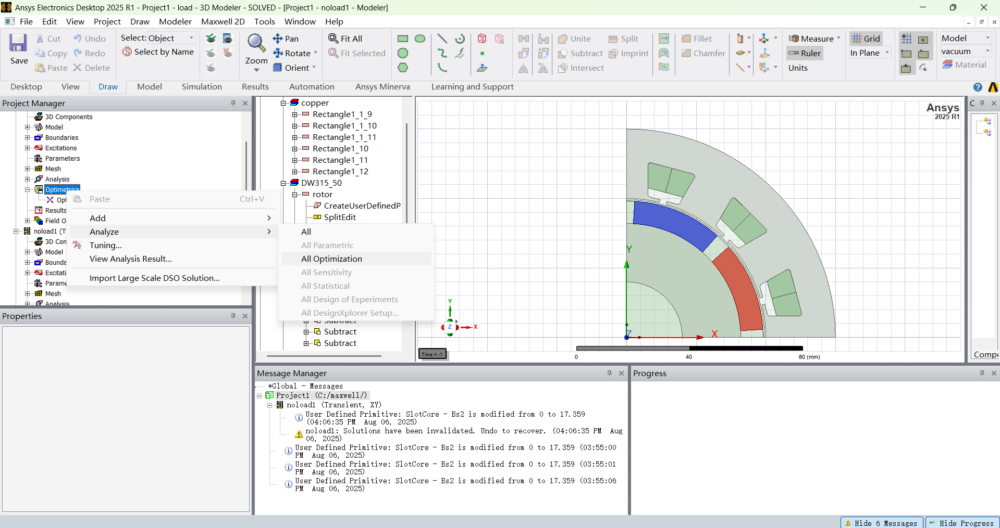 Ansys Electronics Desktop 2025 R1 - Project1 - load - 3D Modeler - SOLVED - [Project1 - noload1 - Modeler]
File Edit View Project Draw Modeler Maxwell 2D Tools Window Help
Save
Cut Undo
Copy Redo
Paste Delete
Select: Object
Select by Name
Zoom
Pan
Rotate
Orient
Fit All
Fit Selected
Unite Split
Subtract Imprint
Intersect
Fillet
Chamfer
Measure
Ruler
Units
Grid
In Plane
Model
vacuum
Material
Desktop View Draw Model Simulation Results Automation Ansys Minerva Learning and Support
Project Manager
3D Components
Model
Boundaries
Excitations
Parameters
Mesh
Analysis
Optimetrics
Opt
Results
Field O
noload1 (T
3D Con
Model
Bounda
Excitati
Parame
Mesh
Analysis
Paste Ctrl+V
Add
Analyze
Tuning...
View Analysis Result...
Import Large Scale DSO Solution...
All
All Parametric
All Optimization
All Sensitivity
All Statistical
All Design of Experiments
All DesignXplorer Setup...
copper
Rectangle1_1_9
Rectangle1_1_10
Rectangle1_1_11
Rectangle1_10
Rectangle1_11
Rectangle1_12
DW315_50
rotor
CreateUserDefinedP
SplitEdit
Subtract
Subtract
Subtract
Ansys
2025 R1
Y
X
Z
Y
Z
X
Time = -1
0 40 80 (mm)
C
Compo
Properties
Message Manager
*Global - Messages
Project1 (C:/maxwell/)
noload1 (Transient, XY)
User Defined Primitive: SlotCore - Bs2 is modified from 0 to 17.359
(04:06:35 PM Aug 06, 2025)
noload1: Solutions have been invalidated. Undo to recover. (04:06:35 PM Aug
06, 2025)
User Defined Primitive: SlotCore - Bs2 is modified from 0 to 17.359 (03:55:00
PM Aug 06, 2025)
User Defined Primitive: SlotCore - Bs2 is modified from 0 to 17.359 (03:55:01
PM Aug 06, 2025)
User Defined Primitive: SlotCore - Bs2 is modified from 0 to 17.359 (03:55:06
PM Aug 06, 2025)
Progress
Hide 6 Messages
Hide Progress